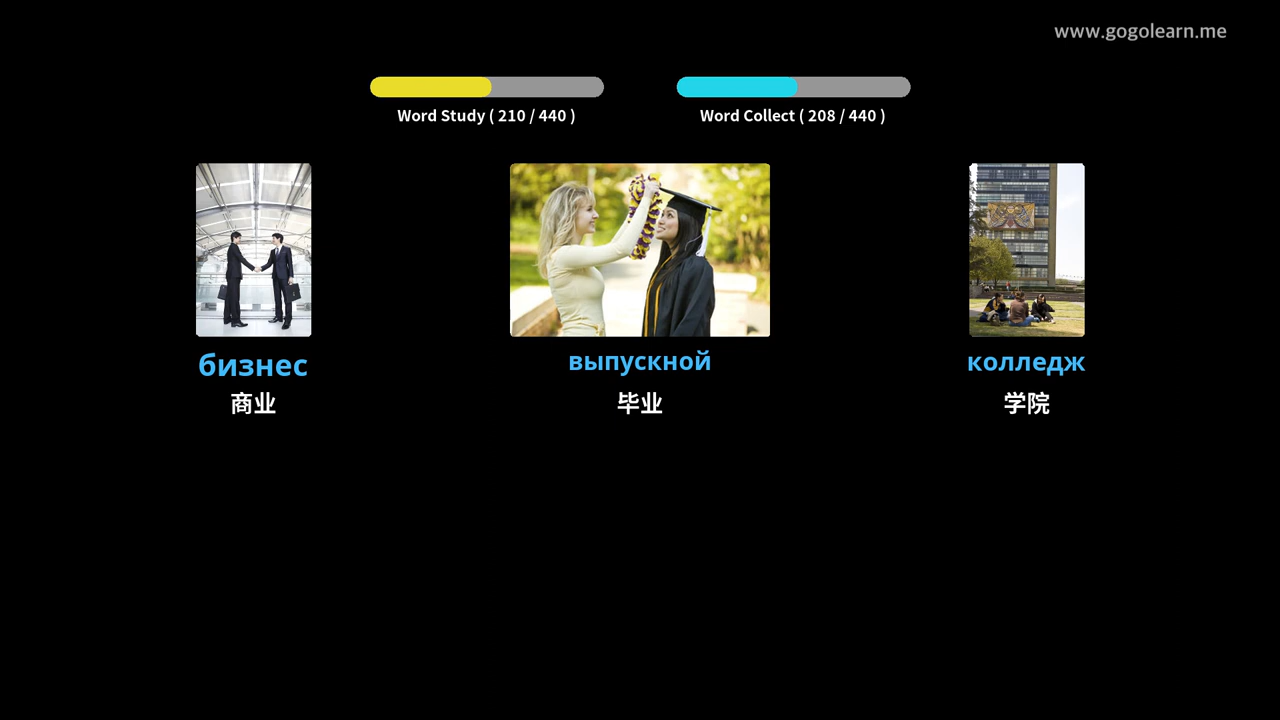 www.gogolearn.me
Word Study ( 210 / 440 )
Word Collect ( 208 / 440 )
бизнес
商业
выпускной
毕业
колледж
学院